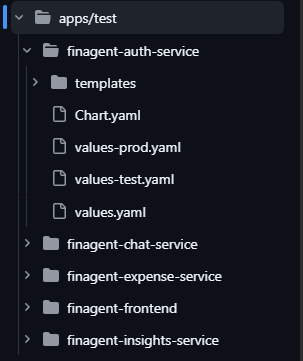 apps/test
finagent-auth-service
templates
Chart.yaml
values-prod.yaml
values-test.yaml
values.yaml
finagent-chat-service
finagent-expense-service
finagent-frontend
finagent-insights-service